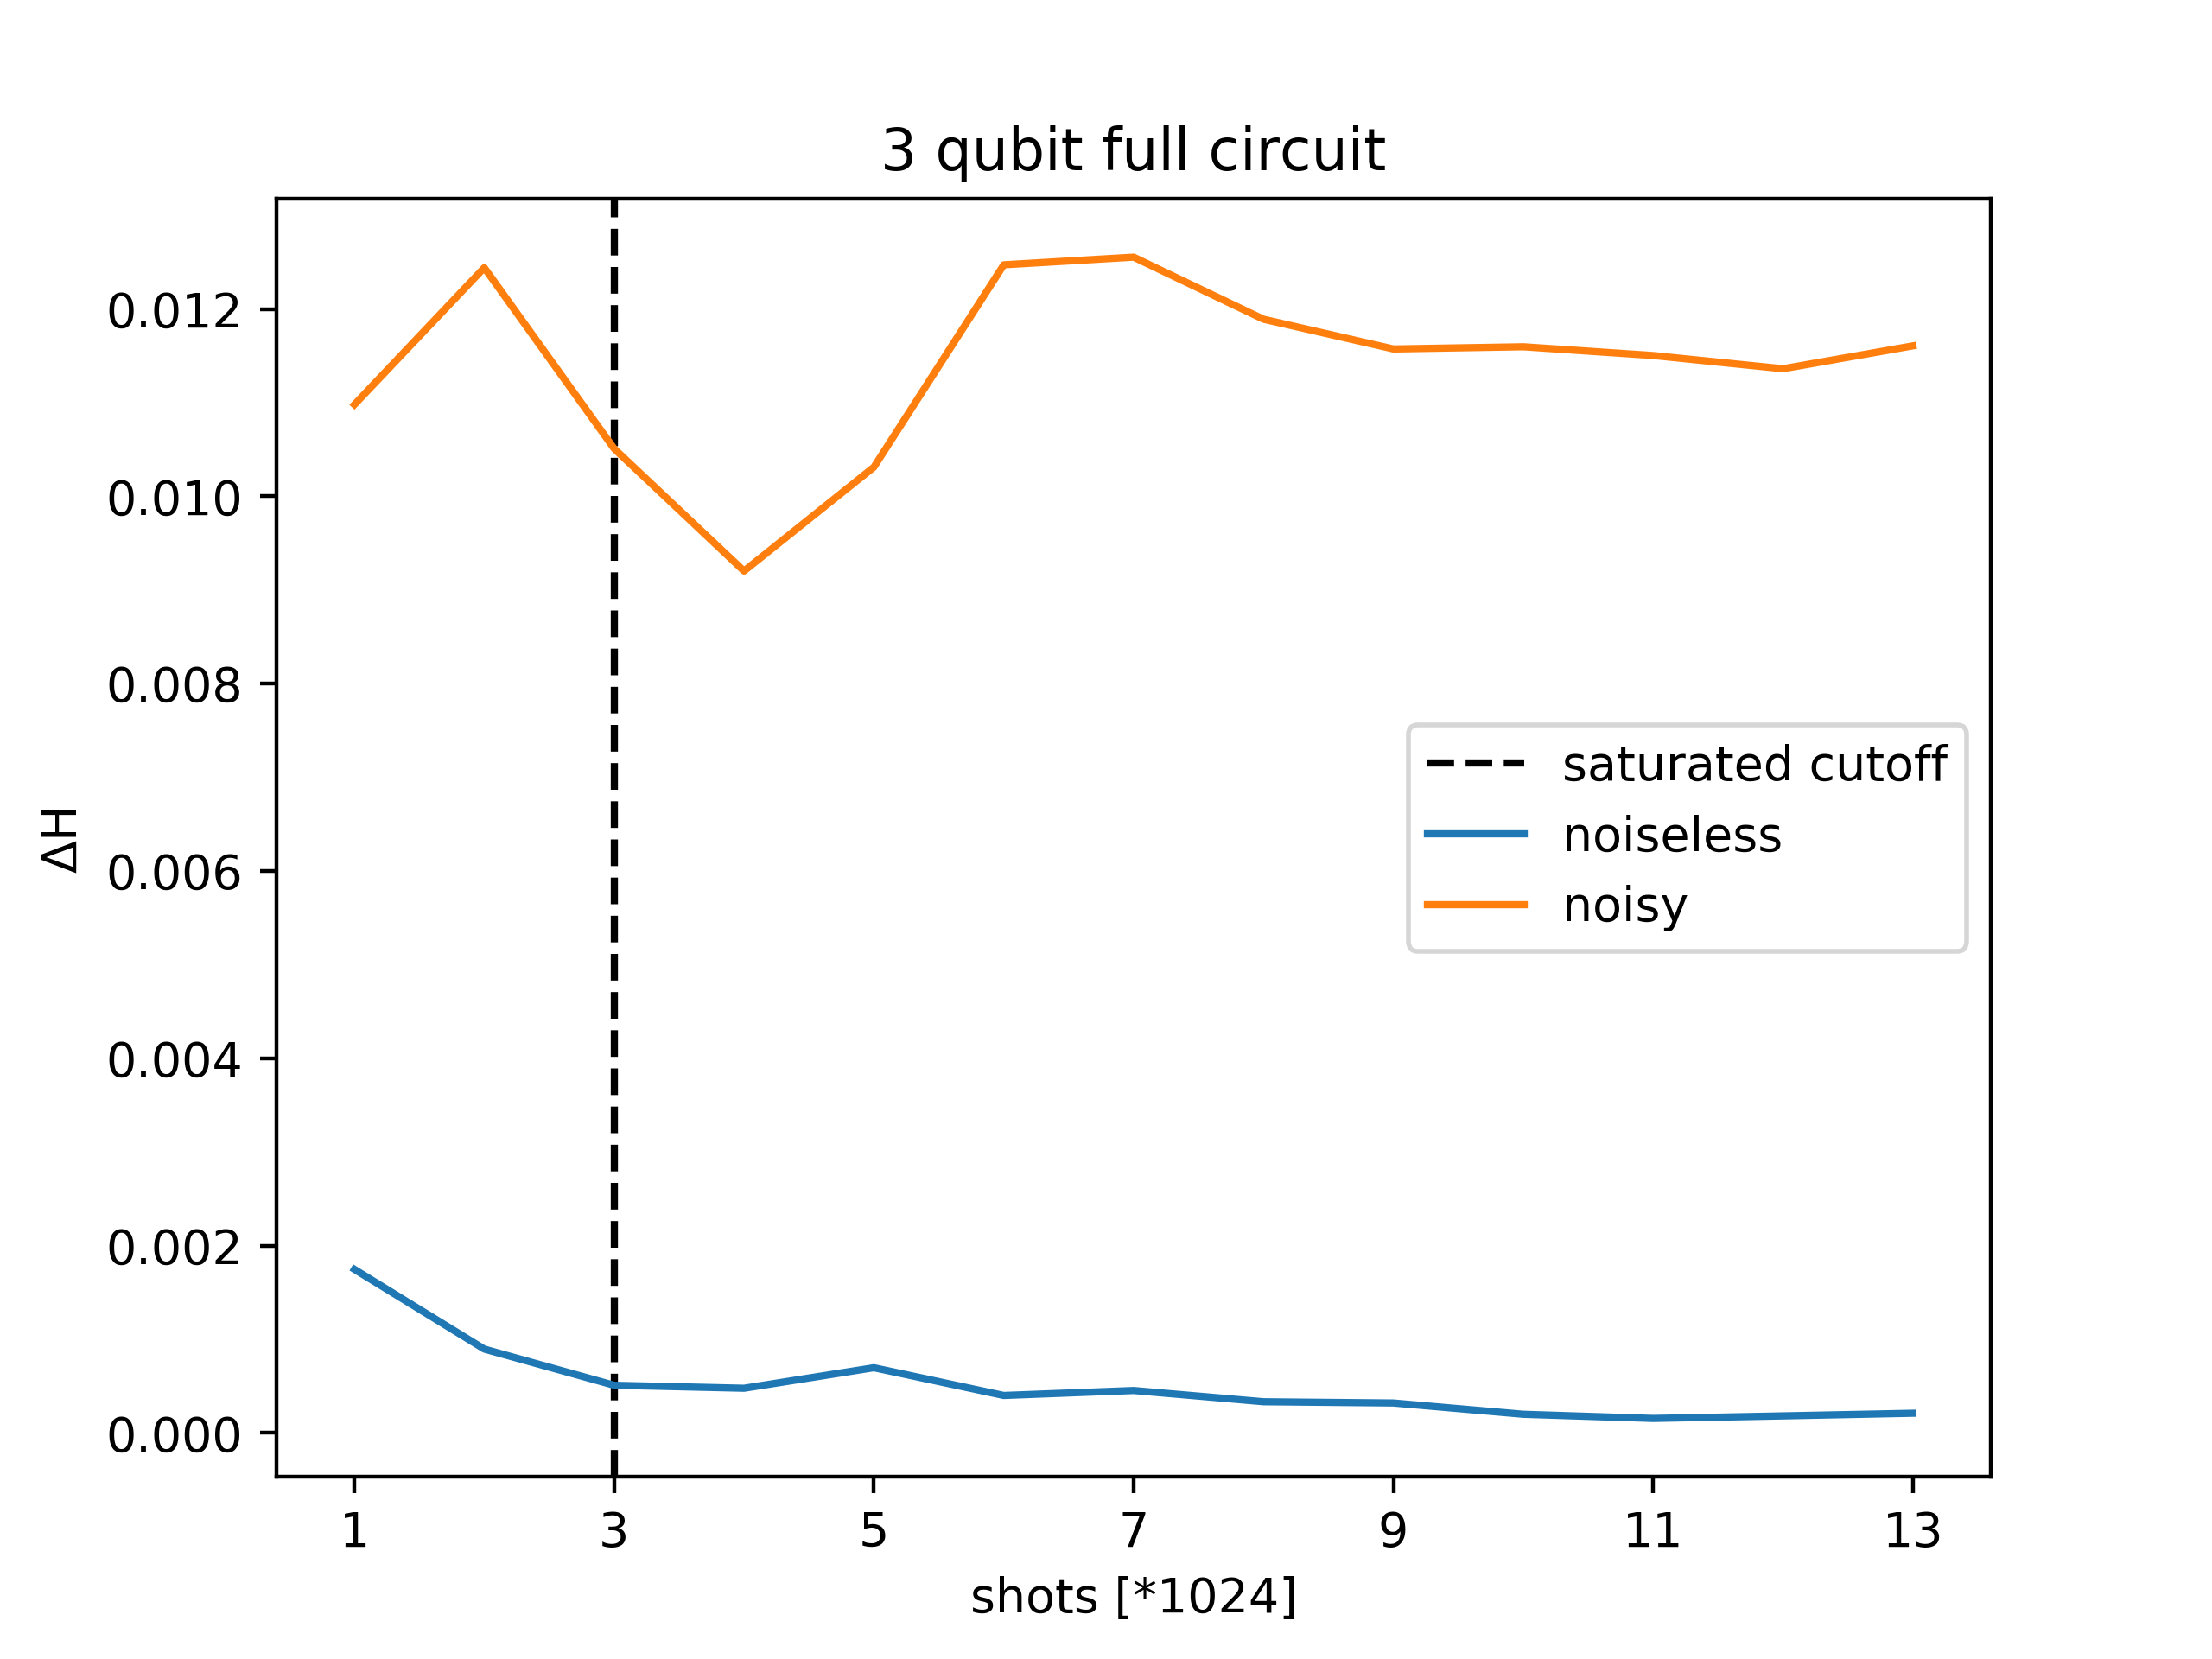 3 qubit full circuit
0.012
0.010
0.008
0.006
0.004
0.002
0.000
ΔH
saturated cutoff
noiseless
noisy
1 3 5 7 9 11 13
shots [*1024]